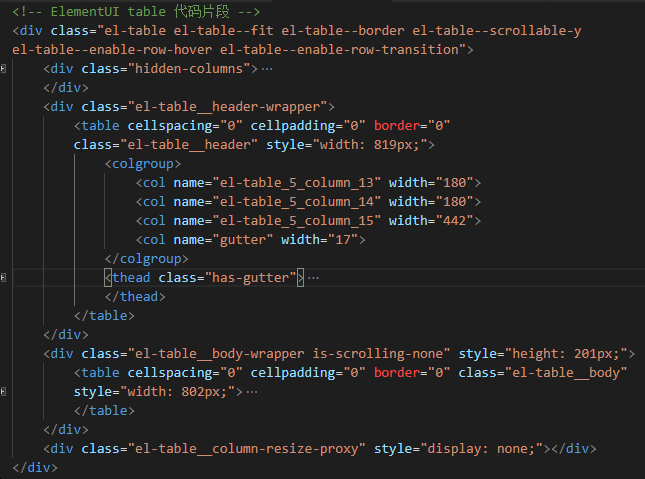 <!-- ElementUI table 代码片段 -->
<div class="el-table el-table--fit el-table--border el-table--scrollable-y
el-table--enable-row-hover el-table--enable-row-transition">
<div class="hidden-columns">…
</div>
<div class="el-table__header-wrapper">
<table cellspacing="0" cellpadding="0" border="0"
class="el-table__header" style="width: 819px;">
<colgroup>
<col name="el-table_5_column_13" width="180">
<col name="el-table_5_column_14" width="180">
<col name="el-table_5_column_15" width="442">
<col name="gutter" width="17">
</colgroup>
<thead class="has-gutter">…
</thead>
</table>
</div>
<div class="el-table__body-wrapper is-scrolling-none" style="height: 201px;">
<table cellspacing="0" cellpadding="0" border="0" class="el-table__body"
style="width: 802px;">…
</table>
</div>
<div class="el-table__column-resize-proxy" style="display: none;"></div>
</div>